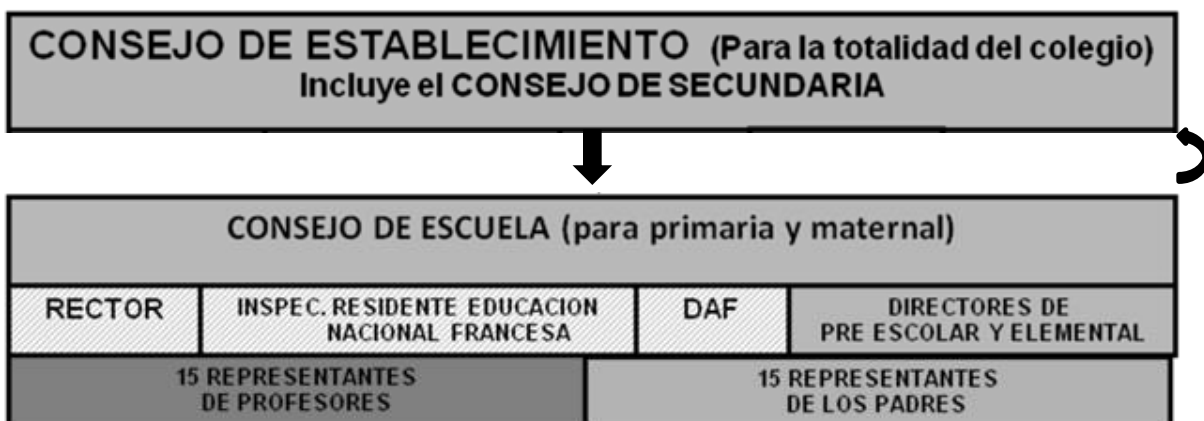 CONSEJO DE ESTABLECIMIENTO (Para la totalidad del colegio)
Incluye el CONSEJO DE SECUNDARIA
CONSEJO DE ESCUELA (para primaria y maternal)
RECTOR
INSPEC. RESIDENTE EDUCACION
NACIONAL FRANCESA
DAF
DIRECTORES DE
PRE ESCOLAR Y ELEMENTAL
15 REPRESENTANTES
DE PROFESORES
15 REPRESENTANTES
DE LOS PADRES